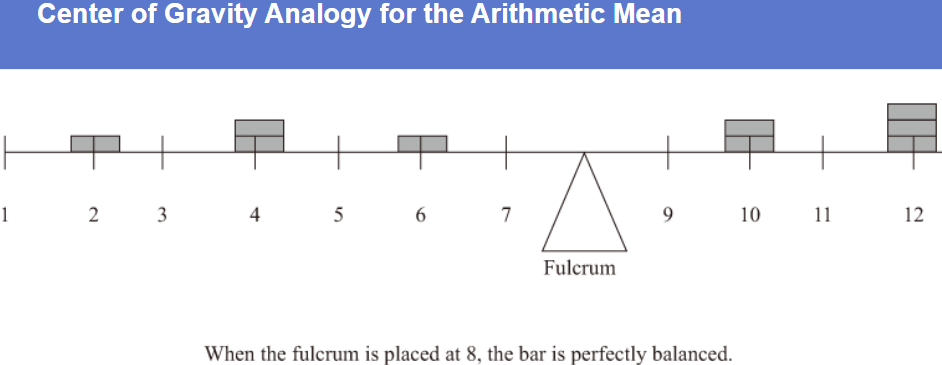 Center of Gravity Analogy for the Arithmetic Mean
1 2 3 4 5 6 7 9 10 11 12
Fulcrum
When the fulcrum is placed at 8, the bar is perfectly balanced.